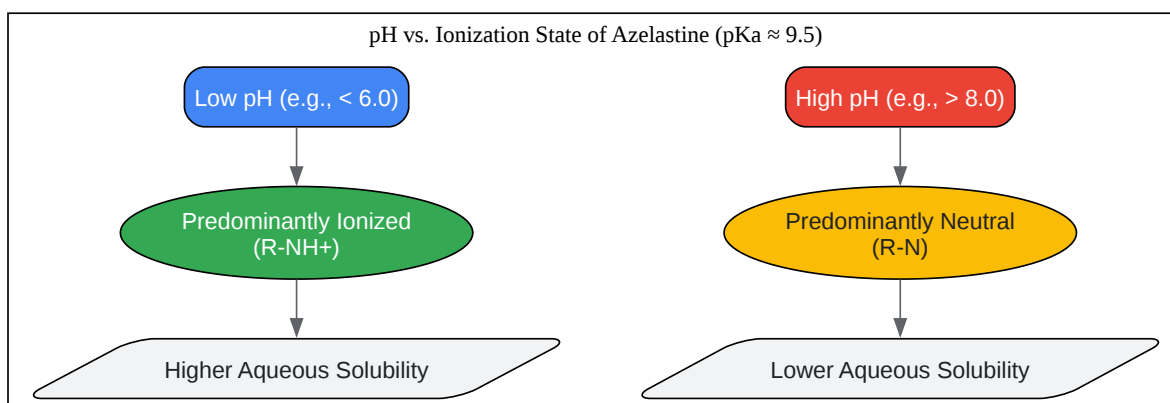 pH vs. Ionization State of Azelastine (pKa ≈ 9.5)
Low pH (e.g., < 6.0)
High pH (e.g., > 8.0)
Predominantly Ionized
(R-NH+)
Predominantly Neutral
(R-N)
Higher Aqueous Solubility
Lower Aqueous Solubility